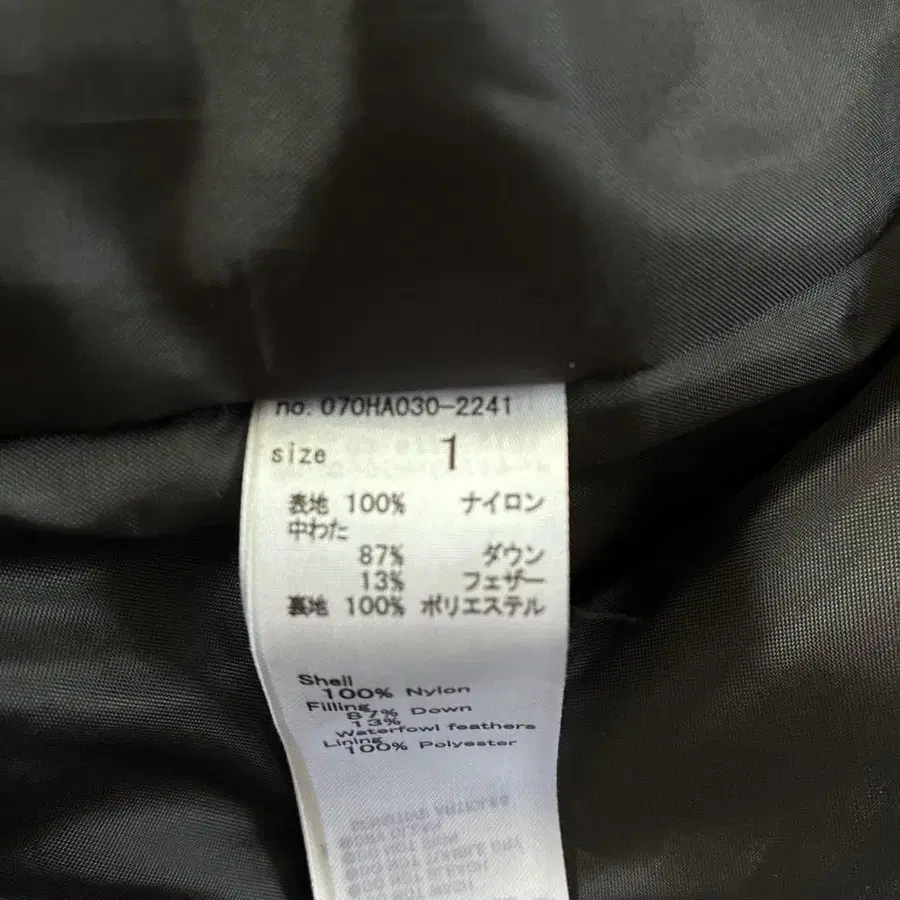 no. 070HA030-2241
size 1
表地 100% ナイロン
中わた
87% ダウン
13% フェザー
裏地 100% ポリエステル
Shell
100% Nylon
Filling
87% Down
13%
Waterfowl feathers
Lining
100% Polyester